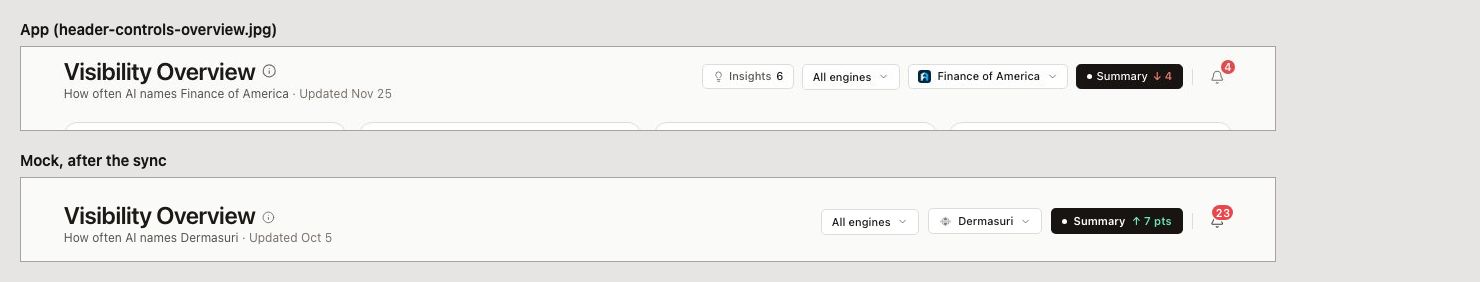 App (header-controls-overview.jpg)
Visibility Overview
Insights 6
All engines
Finance of America
Summary ↓ 4
4
How often AI names Finance of America · Updated Nov 25
Mock, after the sync
Visibility Overview
All engines
Dermasuri
Summary ↑ 7 pts
23
How often AI names Dermasuri · Updated Oct 5